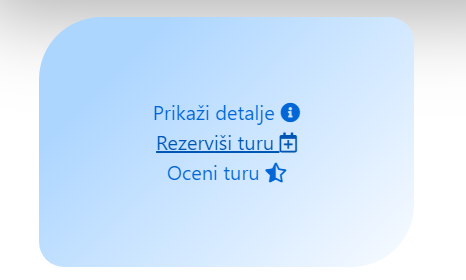 Prikaži detalje
Rezerviši turu
Oceni turu